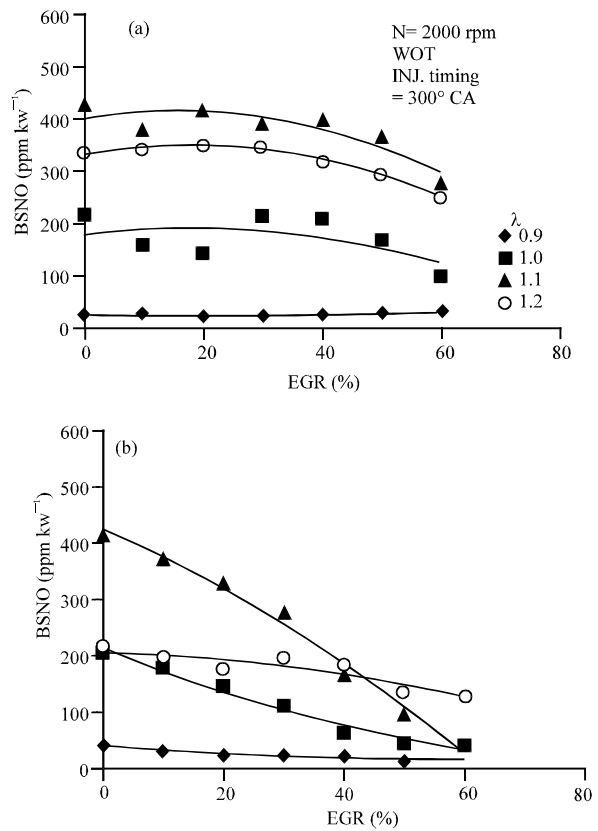 (a)
N= 2000 rpm
WOT
INJ. timing
= 300° CA
600
500
400
300
200
100
0
BSNO (ppm kw⁻¹)
λ
0.9
1.0
1.1
1.2
0 20 40 60 80
EGR (%)
(b)
600
500
400
300
200
100
0
BSNO (ppm kw⁻¹)
0 20 40 60 80
EGR (%)